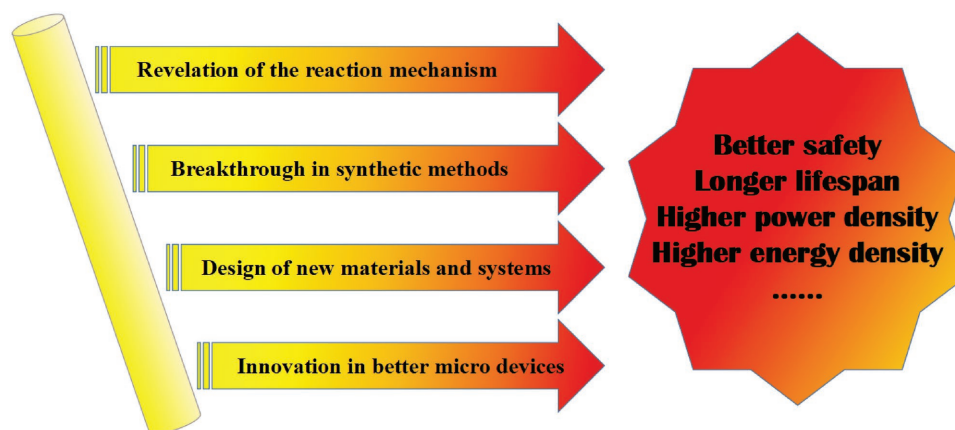 Revelation of the reaction mechanism
Breakthrough in synthetic methods
Design of new materials and systems
Innovation in better micro devices
Better safety
Longer lifespan
Higher power density
Higher energy density
......